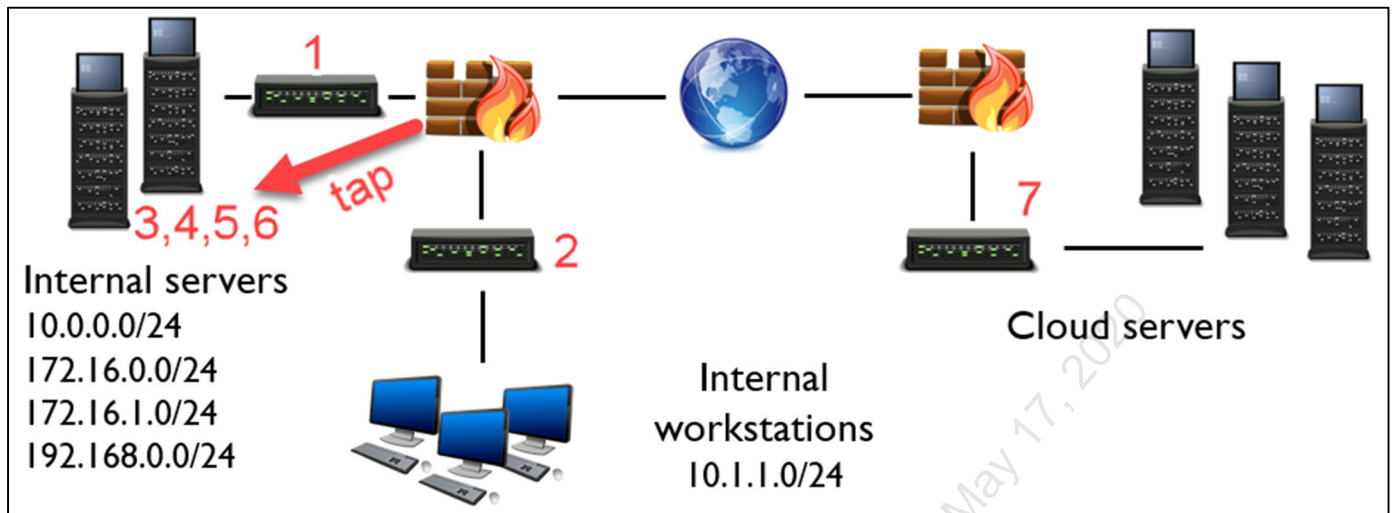 1
tap
3,4,5,6
2
7
Internal servers
10.0.0.0/24
172.16.0.0/24
172.16.1.0/24
192.168.0.0/24
Internal
workstations
10.1.1.0/24
Cloud servers
May 17, 2020